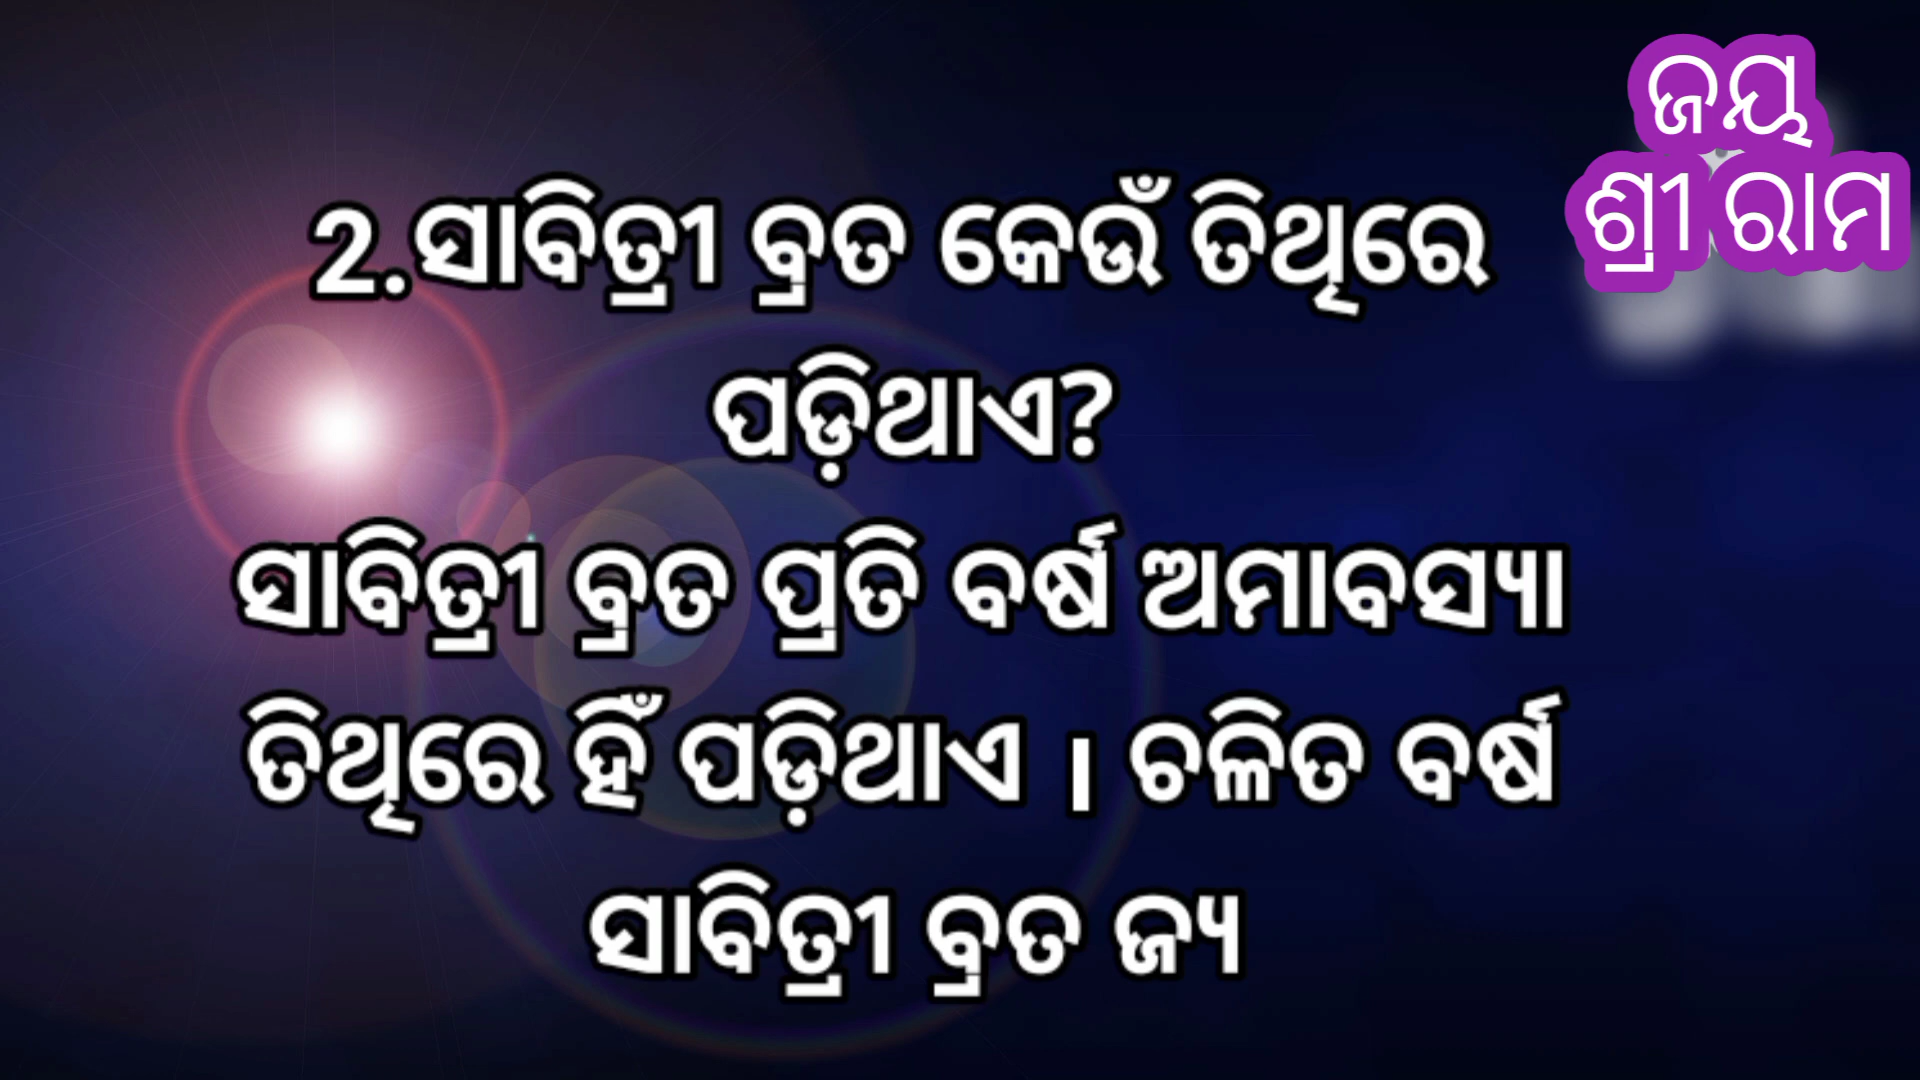 ଜୟ
ଶ୍ରୀ ରାମ
2.ସାବିତ୍ରୀ ବ୍ରତ କେଉଁ ତିଥିରେ
ପଡ଼ିଥାଏ?
ସାବିତ୍ରୀ ବ୍ରତ ପ୍ରତି ବର୍ଷ ଅମାବସ୍ୟା
ତିଥିରେ ହିଁ ପଡ଼ିଥାଏ । ଚଳିତ ବର୍ଷ
ସାବିତ୍ରୀ ବ୍ରତ ଜ୍ୟ